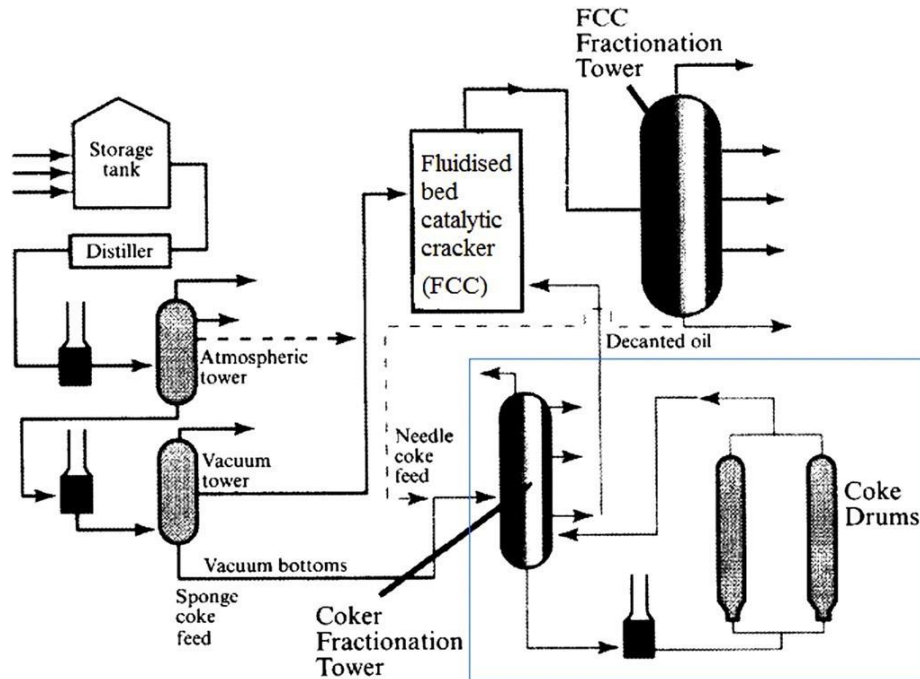 FCC
Fractionation
Tower
Storage
tank
Fluidised
bed
catalytic
cracker
(FCC)
Distiller
Atmospheric
tower
Decanted oil
Needle
coke
feed
Vacuum
tower
Coke
Drums
Vacuum bottoms
Sponge
coke
feed
Coker
Fractionation
Tower